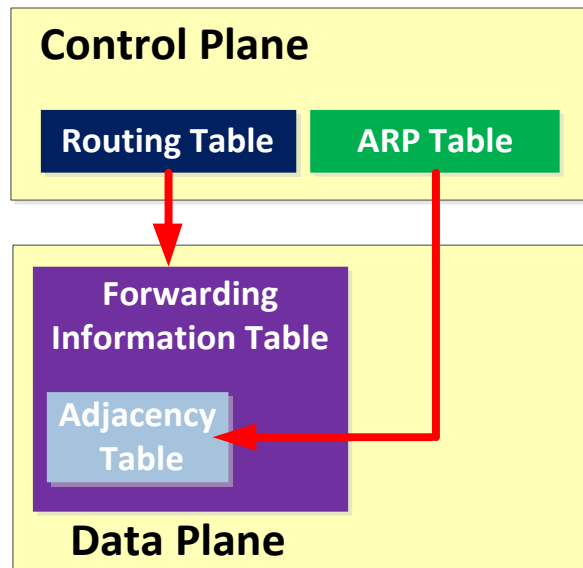 Control Plane
Routing Table
ARP Table
Forwarding
Information Table
Adjacency
Table
Data Plane